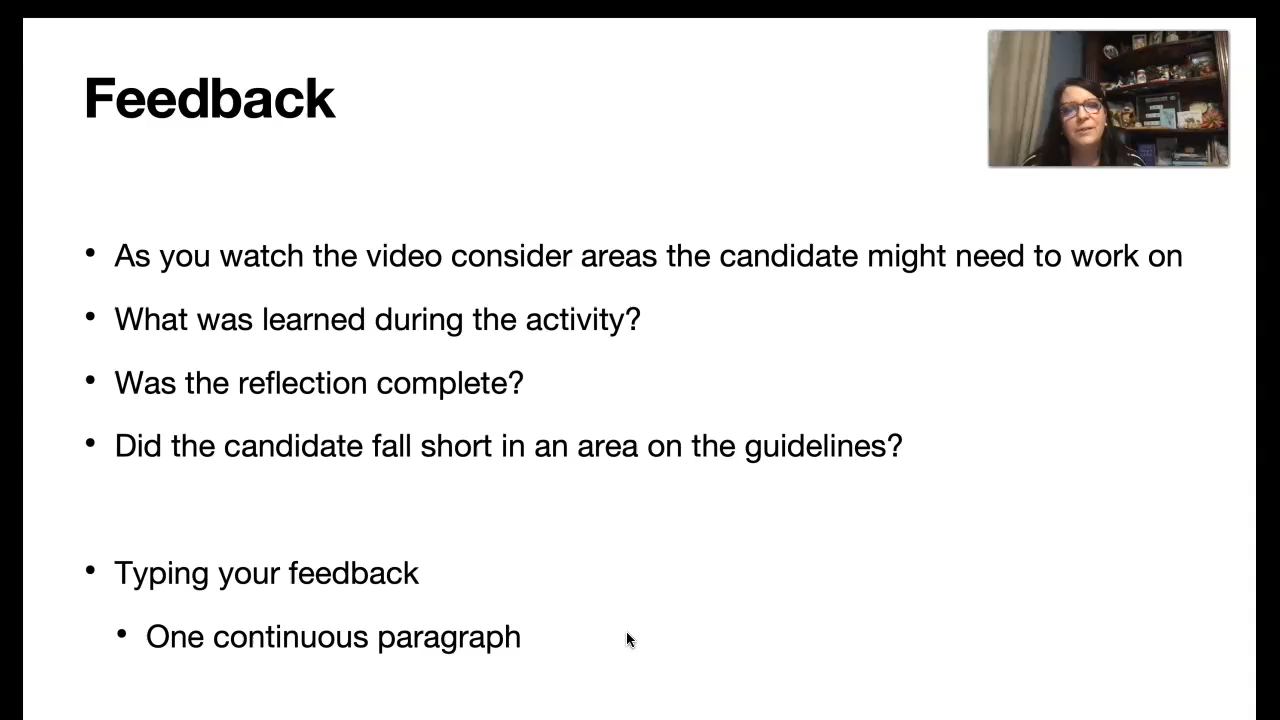 Feedback
• As you watch the video consider areas the candidate might need to work on
• What was learned during the activity?
• Was the reflection complete?
• Did the candidate fall short in an area on the guidelines?
• Typing your feedback
• One continuous paragraph